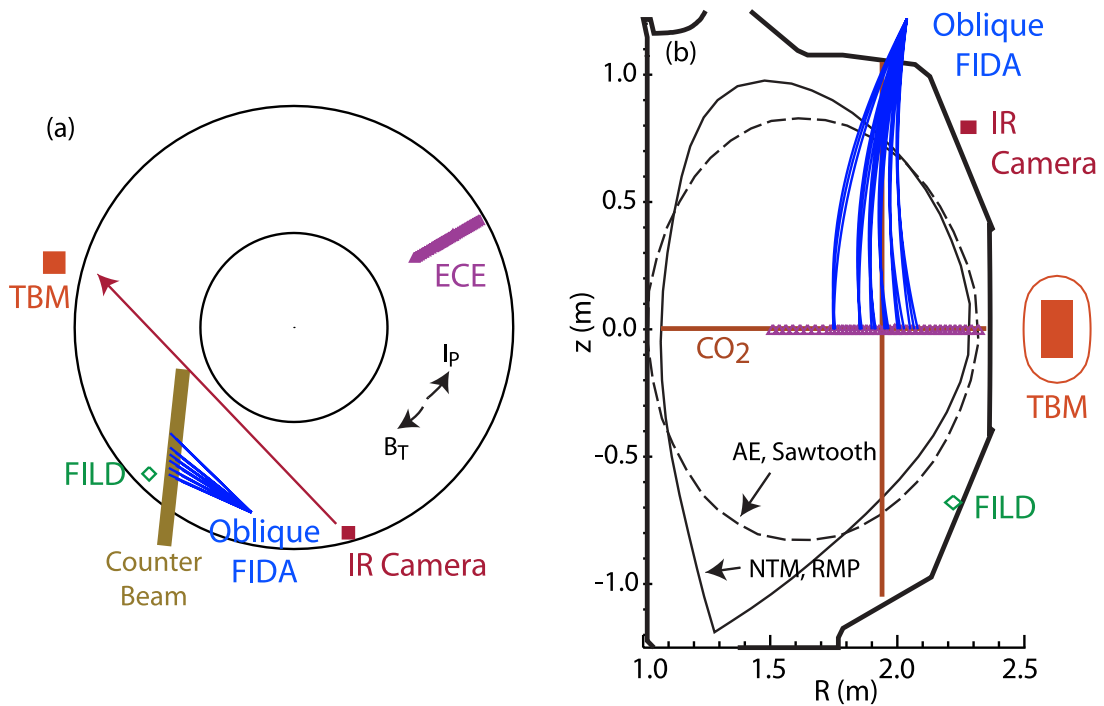 (a)
TBM
ECE
I_P
B_T
FILD
Oblique
FIDA
Counter
Beam
IR Camera
(b)
Oblique
FIDA
IR
Camera
1.0
0.5
0.0
-0.5
-1.0
z (m)
CO₂
TBM
AE, Sawtooth
FILD
NTM, RMP
1.0
1.5
2.0
2.5
R (m)